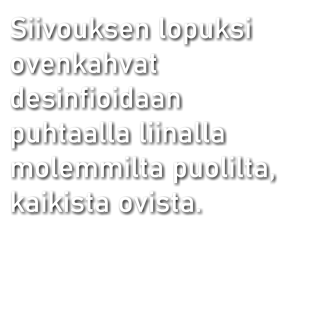 Siivouksen lopuksi
ovenkahvat
desinfioidaan
puhtaalla liinalla
molemmilta puolilta,
kaikista ovista.